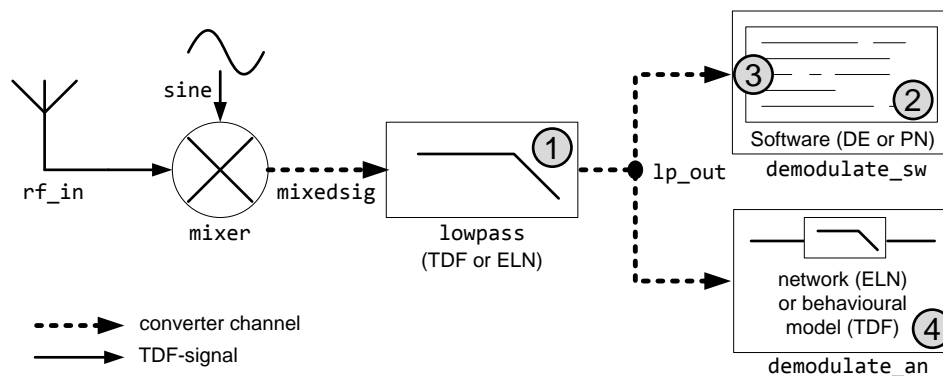 sine
rf_in
mixer
mixedsig
1
lowpass
(TDF or ELN)
lp_out
3
2
Software (DE or PN)
demodulate_sw
network (ELN)
or behavioural
model (TDF)
4
demodulate_an
converter channel
TDF-signal